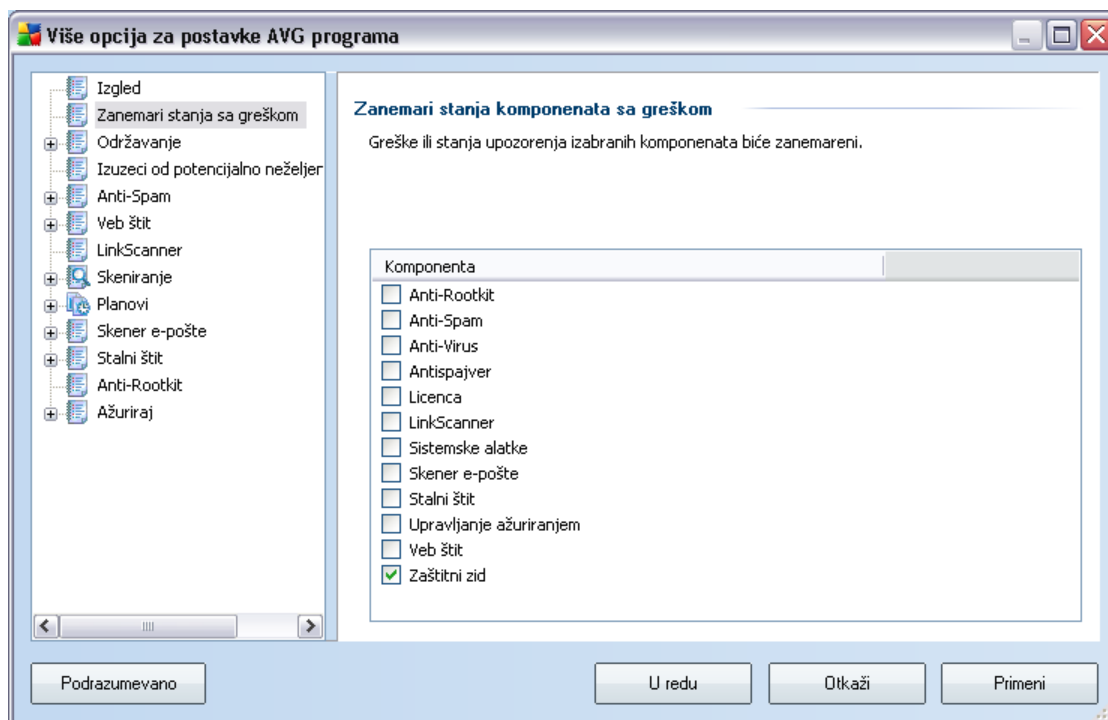 Više opcija za postavke AVG programa
Izgled
Zanemari stanja sa greškom
Održavanje
Izuzeci od potencijalno neželjer
Anti-Spam
Veb štit
LinkScanner
Skeniranje
Planovi
Skener e-pošte
Stalni štit
Anti-Rootkit
Ažuriraj
Zanemari stanja komponenata sa greškom
Greške ili stanja upozorenja izabranih komponenata biće zanemareni.
Komponenta
Anti-Rootkit
Anti-Spam
Anti-Virus
Antispajver
Licenca
LinkScanner
Sistemske alatke
Skener e-pošte
Stalni štit
Upravljanje ažuriranjem
Veb štit
Zaštitni zid
Podrazumevano
U redu
Otkaži
Primeni